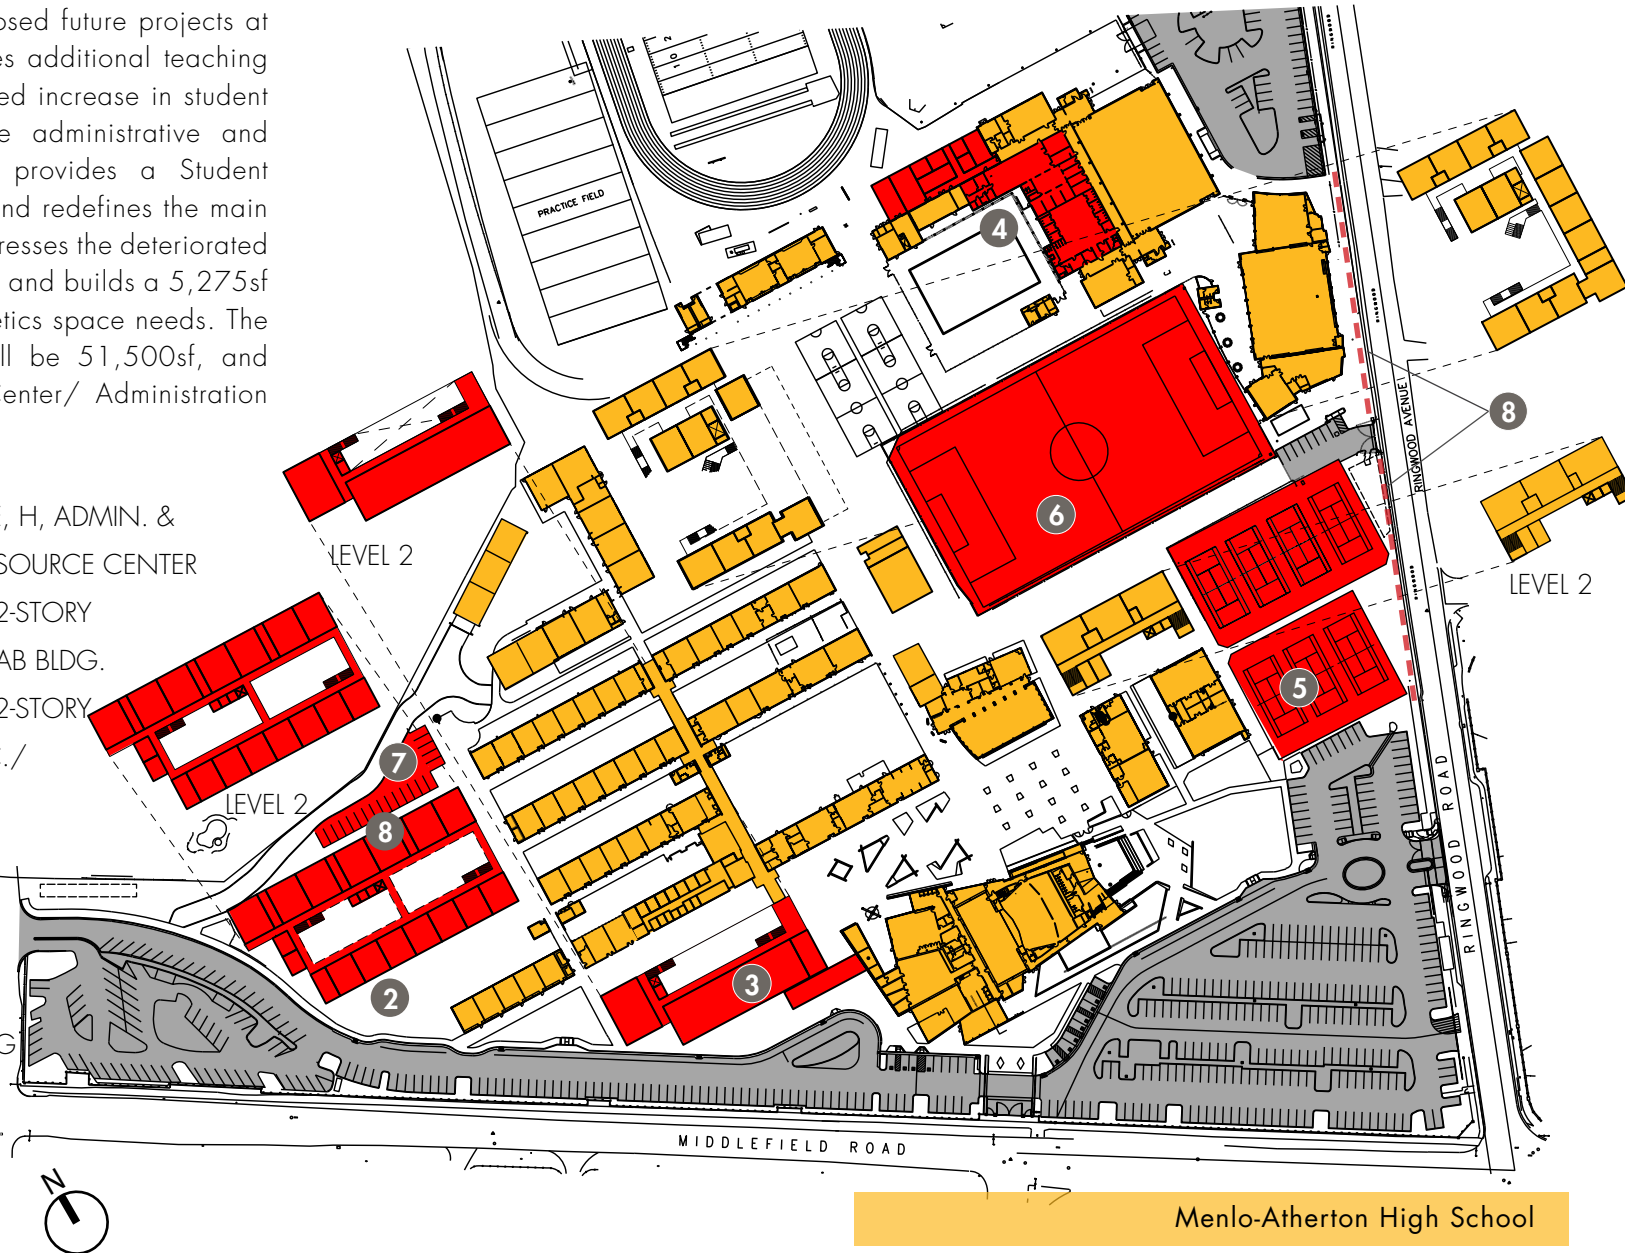 osed future projects at
es additional teaching
ed increase in student
e administrative and
provides a Student
nd redefines the main
resses the deteriorated
and builds a 5,275sf
etics space needs. The
ll be 51,500sf, and
Center/ Administration
, H, ADMIN. &
SOURCE CENTER
2-STORY
AB BLDG.
2-STORY
./
G
PRACTICE FIELD
4
8
RINGWOOD AVENUE
6
LEVEL 2
LEVEL 2
5
7
LEVEL 2
8
RINGWOOD ROAD
3
2
MIDDLEFIELD ROAD
N
Menlo-Atherton High School